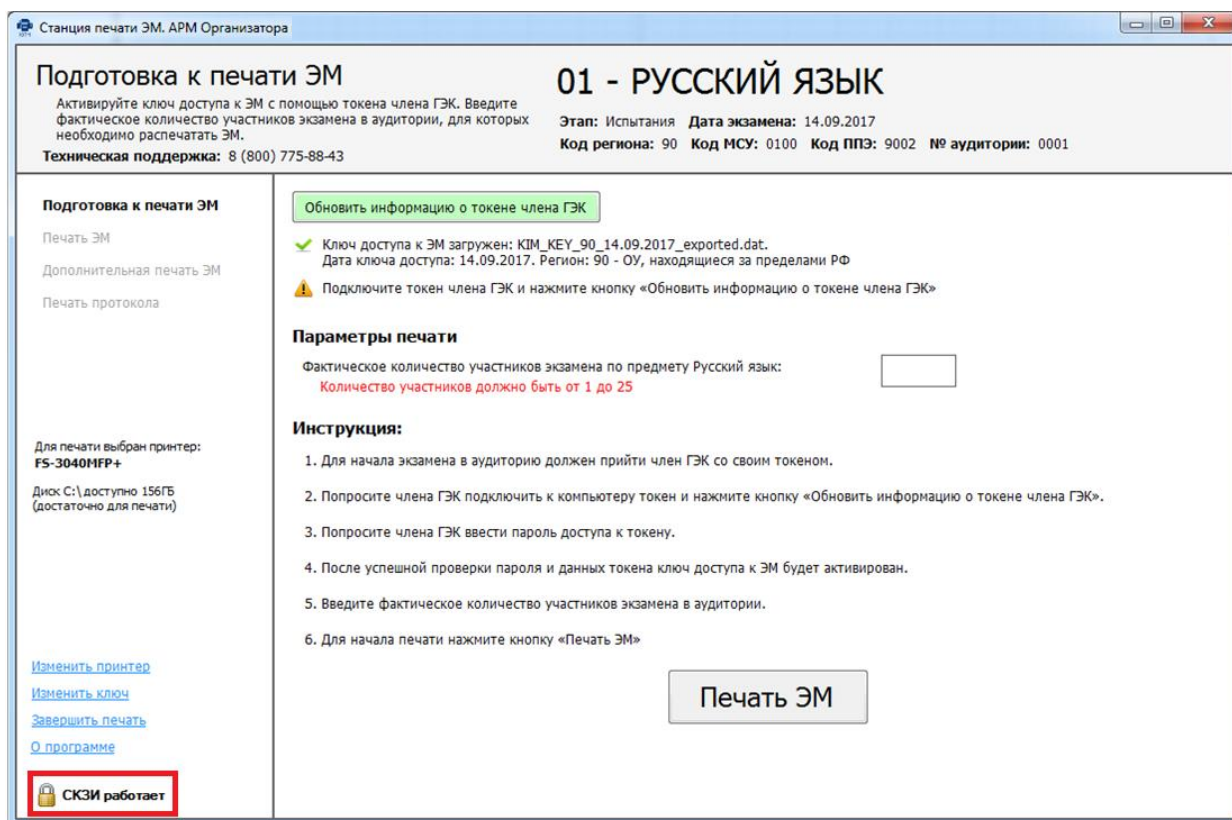 Станция печати ЭМ. АРМ Организатора
Подготовка к печати ЭМ
Активируйте ключ доступа к ЭМ с помощью токена члена ГЭК. Введите
фактическое количество участников экзамена в аудитории, для которых
необходимо распечатать ЭМ.
Техническая поддержка: 8 (800) 775-88-43
01 - РУССКИЙ ЯЗЫК
Этап: Испытания Дата экзамена: 14.09.2017
Код региона: 90 Код МСУ: 0100 Код ППЭ: 9002 № аудитории: 0001
Подготовка к печати ЭМ
Печать ЭМ
Дополнительная печать ЭМ
Печать протокола
Для печати выбран принтер:
FS-3040MFP+
Диск C:\ доступно 156ГБ
(достаточно для печати)
Изменить принтер
Изменить ключ
Завершить печать
О программе
СКЗИ работает
Обновить информацию о токене члена ГЭК
Ключ доступа к ЭМ загружен: KIM_KEY_90_14.09.2017_exported.dat.
Дата ключа доступа: 14.09.2017. Регион: 90 - ОУ, находящиеся за пределами РФ
Подключите токен члена ГЭК и нажмите кнопку «Обновить информацию о токене члена ГЭК»
Параметры печати
Фактическое количество участников экзамена по предмету Русский язык:
Количество участников должно быть от 1 до 25
Инструкция:
1. Для начала экзамена в аудиторию должен прийти член ГЭК со своим токеном.
2. Попросите члена ГЭК подключить к компьютеру токен и нажмите кнопку «Обновить информацию о токене члена ГЭК».
3. Попросите члена ГЭК ввести пароль доступа к токену.
4. После успешной проверки пароля и данных токена ключ доступа к ЭМ будет активирован.
5. Введите фактическое количество участников экзамена в аудитории.
6. Для начала печати нажмите кнопку «Печать ЭМ»
Печать ЭМ